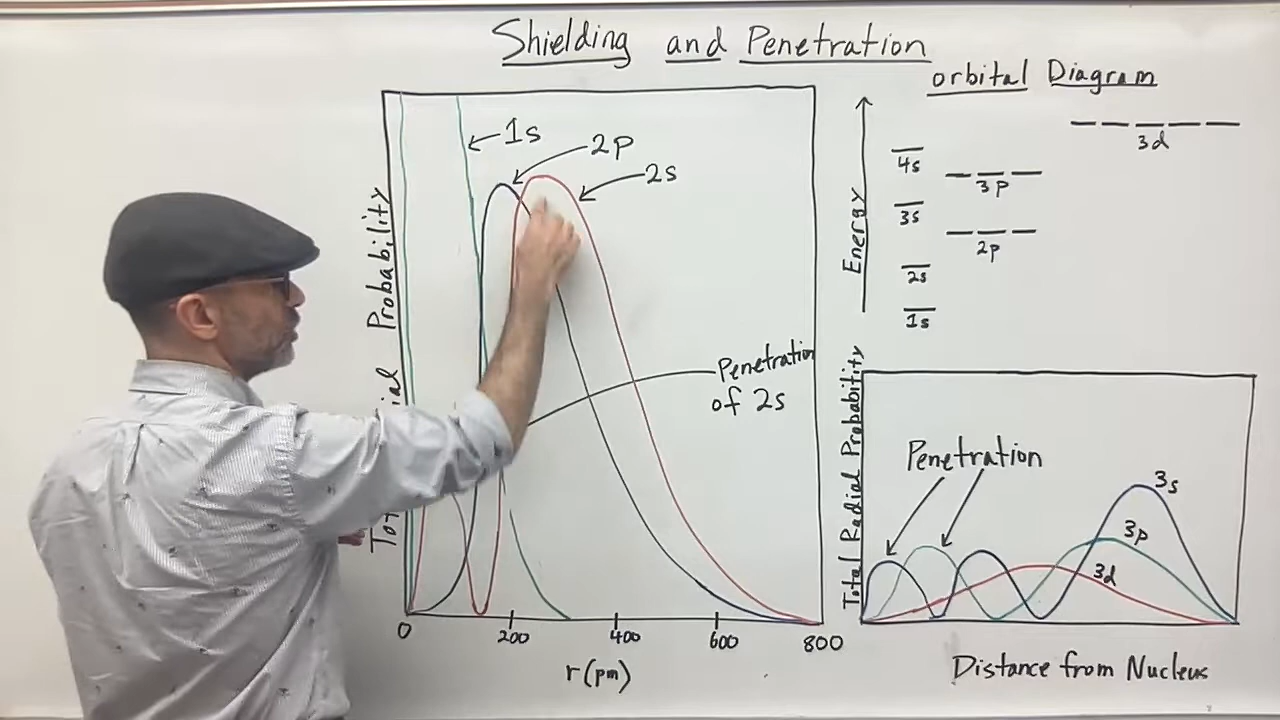 Shielding and Penetration
1s
2p
2s
Probability
Penetration
of 2s
0
200
400
600
800
r(pm)
orbital Diagram
Energy
3d
4s
3p
3s
2p
2s
1s
Total Radial Probability
Penetration
3s
3p
3d
Distance from Nucleus